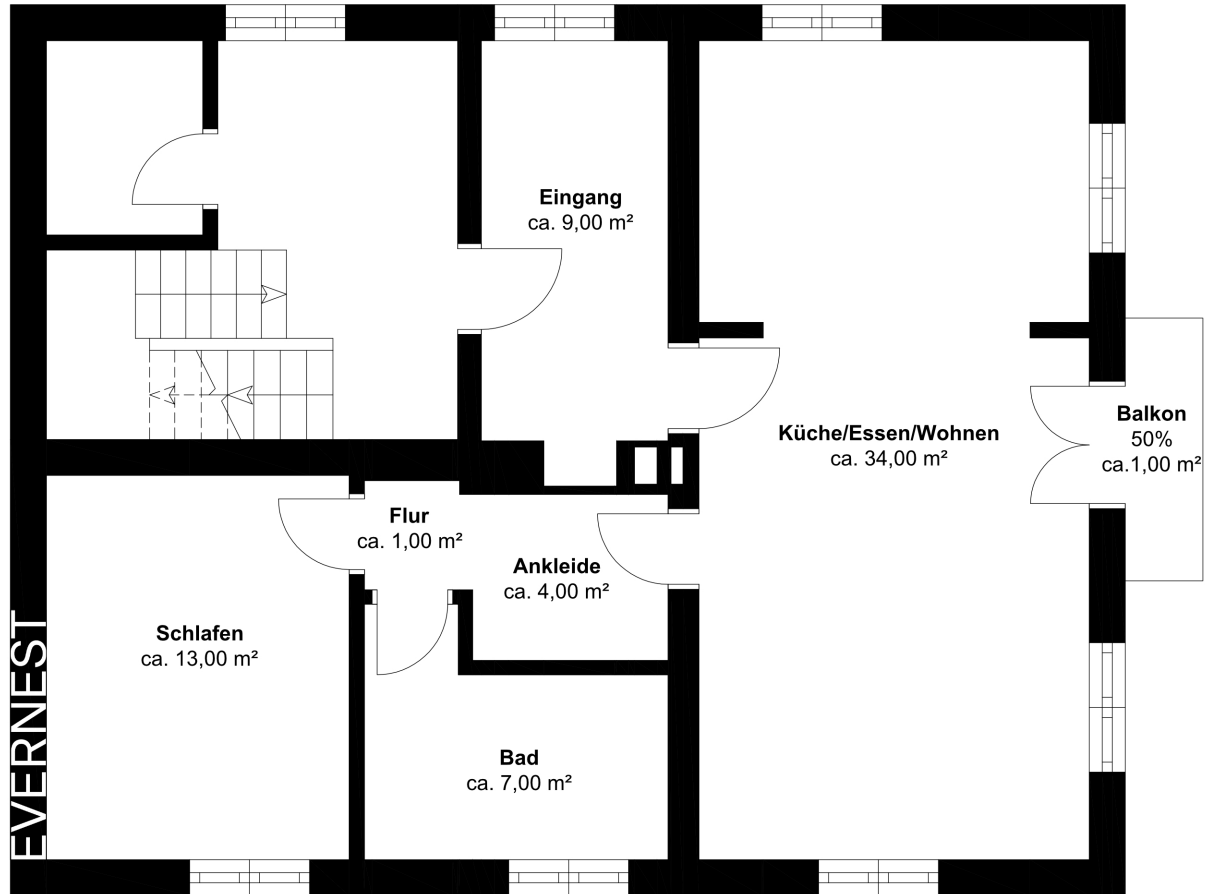 Eingang
ca. 9,00 m²
Küche/Essen/Wohnen
ca. 34,00 m²
Balkon
50%
ca.1,00 m²
Flur
ca. 1,00 m²
Ankleide
ca. 4,00 m²
Schlafen
ca. 13,00 m²
Bad
ca. 7,00 m²
EVERNEST